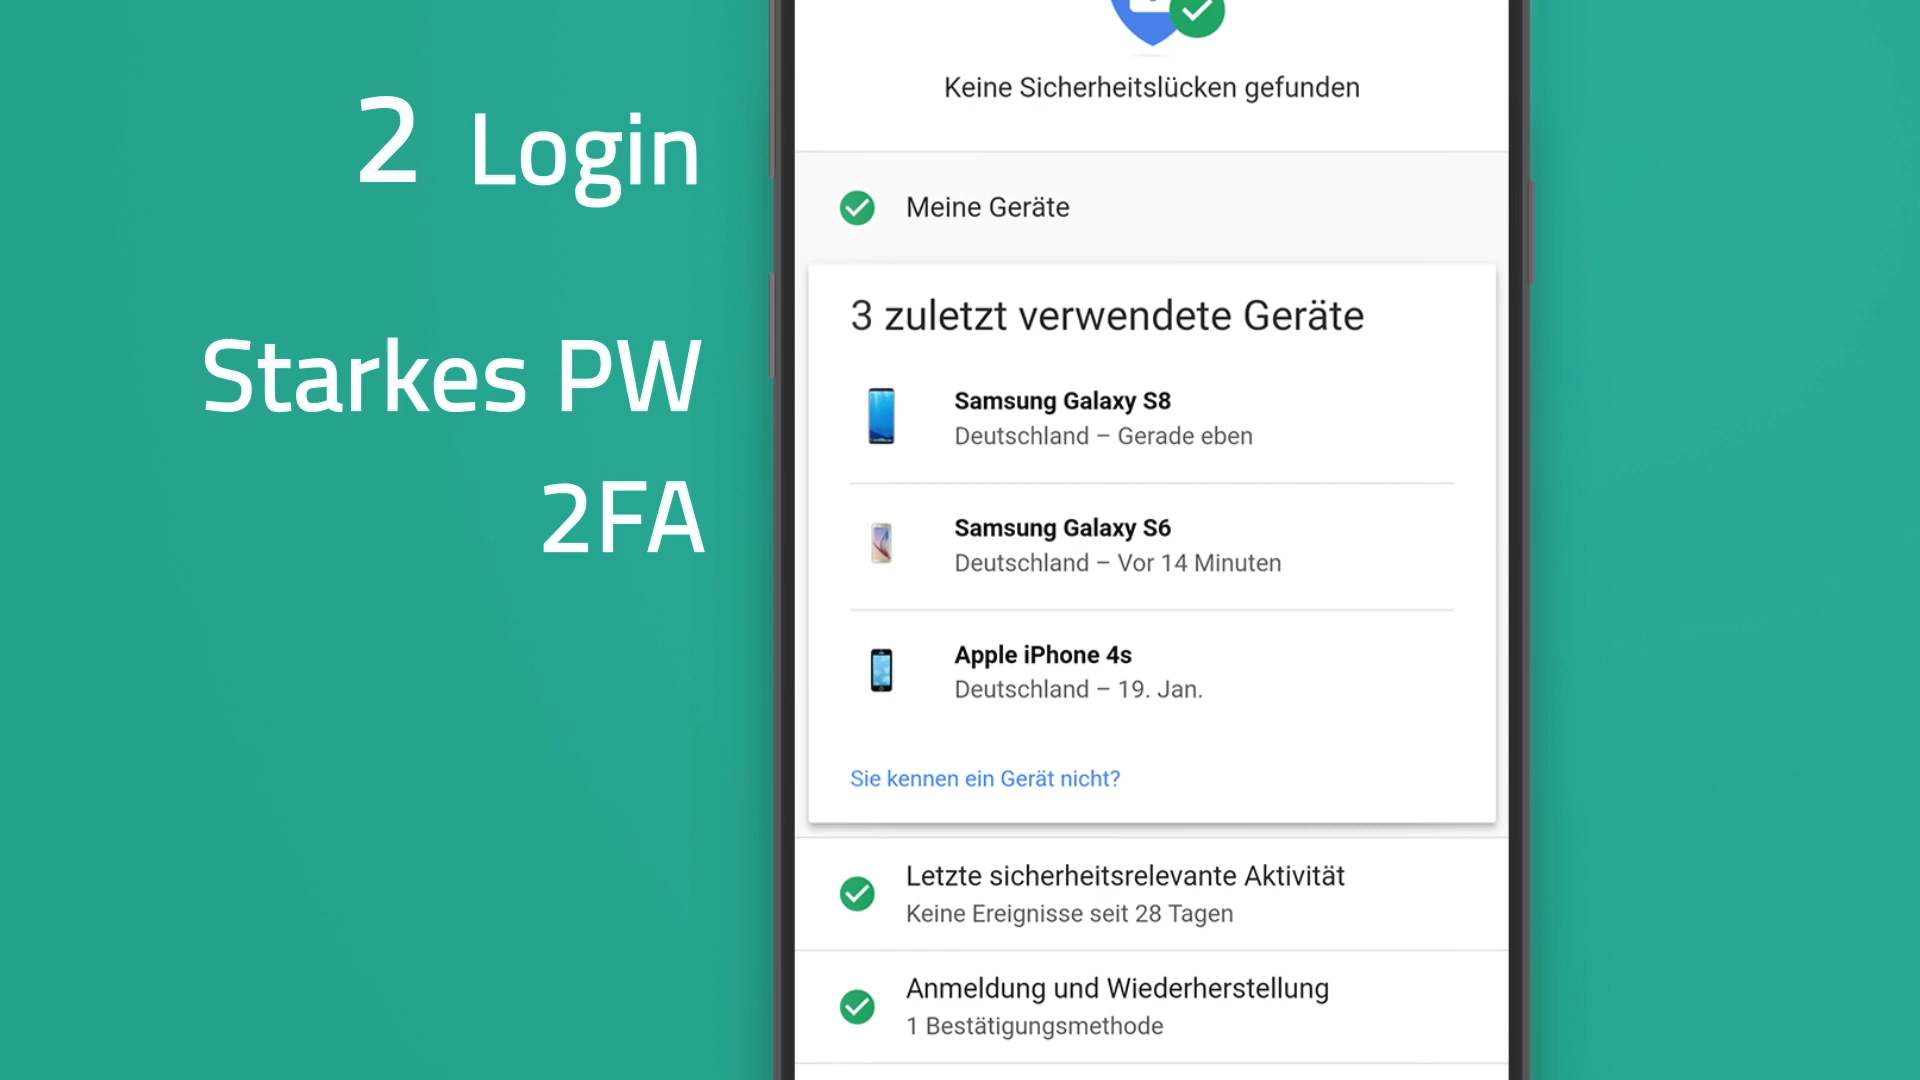 2 Login
Starkes PW
2FA
Keine Sicherheitslücken gefunden
Meine Geräte
3 zuletzt verwendete Geräte
Samsung Galaxy S8
Deutschland – Gerade eben
Samsung Galaxy S6
Deutschland – Vor 14 Minuten
Apple iPhone 4s
Deutschland – 19. Jan.
Sie kennen ein Gerät nicht?
Letzte sicherheitsrelevante Aktivität
Keine Ereignisse seit 28 Tagen
Anmeldung und Wiederherstellung
1 Bestätigungsmethode